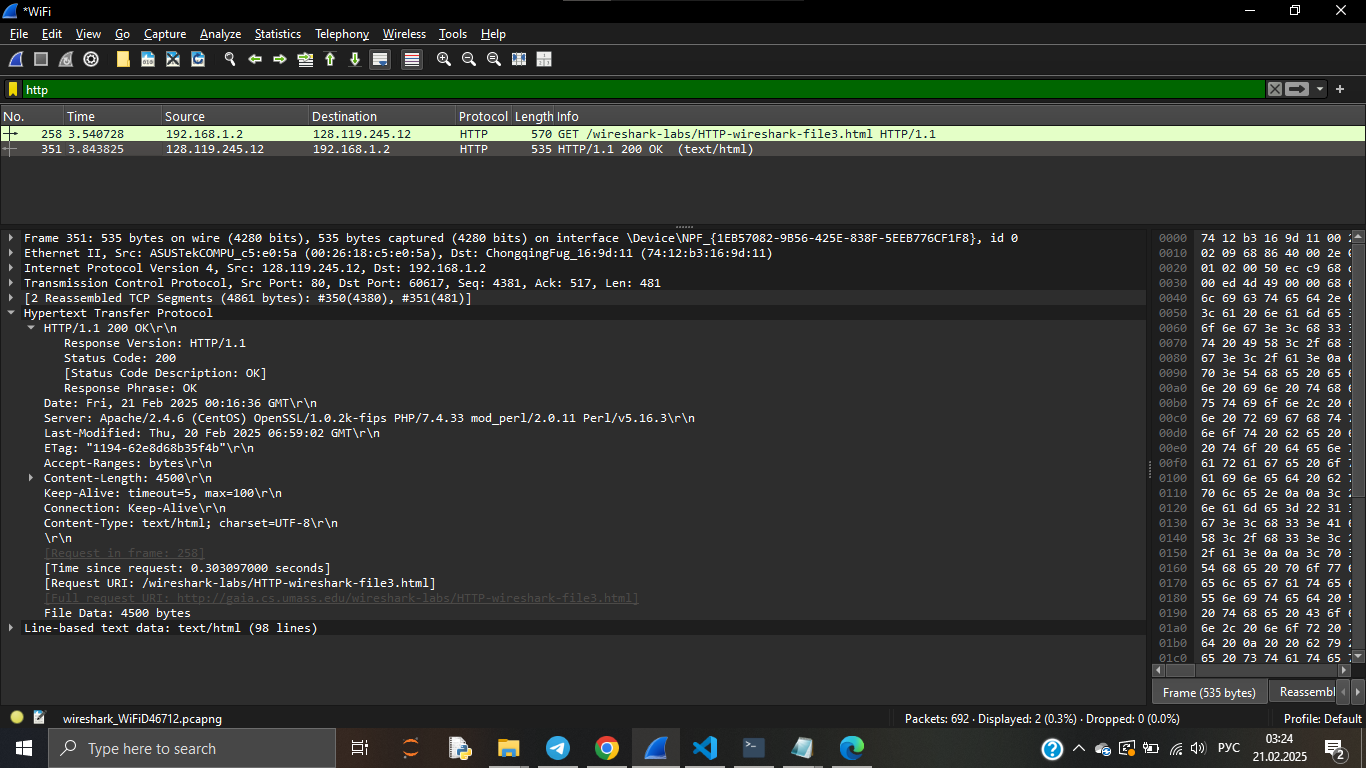 *WiFi
File Edit View Go Capture Analyze Statistics Telephony Wireless Tools Help
http
No. Time Source Destination Protocol Length Info
258 3.540728 192.168.1.2 128.119.245.12 HTTP 570 GET /wireshark-labs/HTTP-wireshark-file3.html HTTP/1.1
351 3.843825 128.119.245.12 192.168.1.2 HTTP 535 HTTP/1.1 200 OK (text/html)
Frame 351: 535 bytes on wire (4280 bits), 535 bytes captured (4280 bits) on interface \Device\NPF_{1EB57082-9B56-425E-838F-5EEB776CF1F8}, id 0
Ethernet II, Src: ASUSTekCOMPU_c5:e0:5a (00:26:18:c5:e0:5a), Dst: ChongqingFug_16:9d:11 (74:12:b3:16:9d:11)
Internet Protocol Version 4, Src: 128.119.245.12, Dst: 192.168.1.2
Transmission Control Protocol, Src Port: 80, Dst Port: 60617, Seq: 4381, Ack: 517, Len: 481
[2 Reassembled TCP Segments (4861 bytes): #350(4380), #351(481)]
Hypertext Transfer Protocol
HTTP/1.1 200 OK\r\n
Response Version: HTTP/1.1
Status Code: 200
[Status Code Description: OK]
Response Phrase: OK
Date: Fri, 21 Feb 2025 00:16:36 GMT\r\n
Server: Apache/2.4.6 (CentOS) OpenSSL/1.0.2k-fips PHP/7.4.33 mod_perl/2.0.11 Perl/v5.16.3\r\n
Last-Modified: Thu, 20 Feb 2025 06:59:02 GMT\r\n
ETag: "1194-62e8d68b35f4b"\r\n
Accept-Ranges: bytes\r\n
Content-Length: 4500\r\n
Keep-Alive: timeout=5, max=100\r\n
Connection: Keep-Alive\r\n
Content-Type: text/html; charset=UTF-8\r\n
\r\n
[Request in frame: 258]
[Time since request: 0.303097000 seconds]
[Request URI: /wireshark-labs/HTTP-wireshark-file3.html]
[Full request URI: http://gaia.cs.umass.edu/wireshark-labs/HTTP-wireshark-file3.html]
File Data: 4500 bytes
Line-based text data: text/html (98 lines)
0000 74 12 b3 16 9d 11 00
0010 02 09 68 86 40 00 2e
0020 01 02 00 50 ec c9 68
0030 00 ed 4d 49 00 00 68
0040 6c 69 63 74 65 64 2e
0050 3c 61 20 6e 61 6d 65
0060 6f 6e 67 3e 3c 68 33
0070 74 20 49 58 3c 2f 68
0080 67 3e 3c 2f 61 3e 0a
0090 70 3e 54 68 65 20 65
00a0 6e 20 69 6e 20 74 68
00b0 75 74 69 6f 6e 2c 20
00c0 6e 20 72 69 67 68 74
00d0 6e 6f 74 20 62 65 20
00e0 20 74 6f 20 64 65 6e
00f0 61 72 61 67 65 20 6f
0100 61 69 6e 65 64 20 62
0110 70 6c 65 2e 0a 0a 3c
0120 6e 61 6d 65 3d 22 31
0130 67 3e 3c 68 33 3e 41
0140 58 3c 2f 68 33 3e 3c
0150 2f 61 3e 0a 0a 3c 70
0160 54 68 65 20 70 6f 77
0170 65 6c 65 67 61 74 65
0180 55 6e 69 74 65 64 20
0190 20 74 68 65 20 43 6f
01a0 6e 2c 20 6e 6f 72 20
01b0 64 20 0a 20 20 62 79
01c0 65 20 73 74 61 74 65
Frame (535 bytes) Reassembl
wireshark_WiFiD46712.pcapng Packets: 692 · Displayed: 2 (0.3%) · Dropped: 0 (0.0%) Profile: Default
Type here to search
РУС
03:24
21.02.2025
2